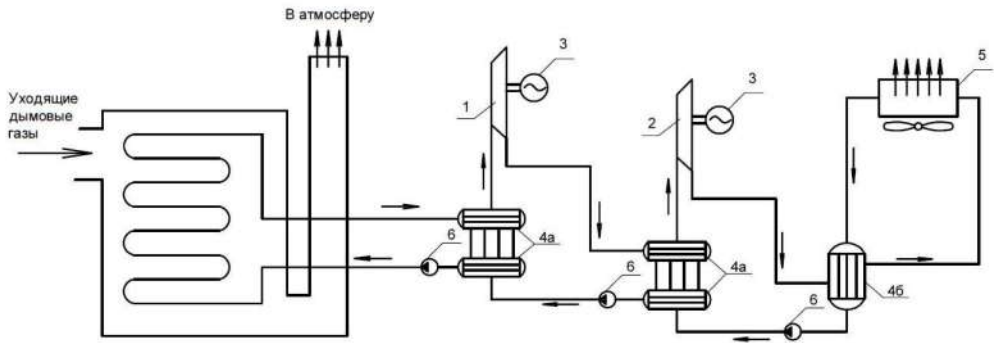 В атмосферу
Уходящие
дымовые
газы
3
1
3
2
5
6
4а
6
4а
6
4б